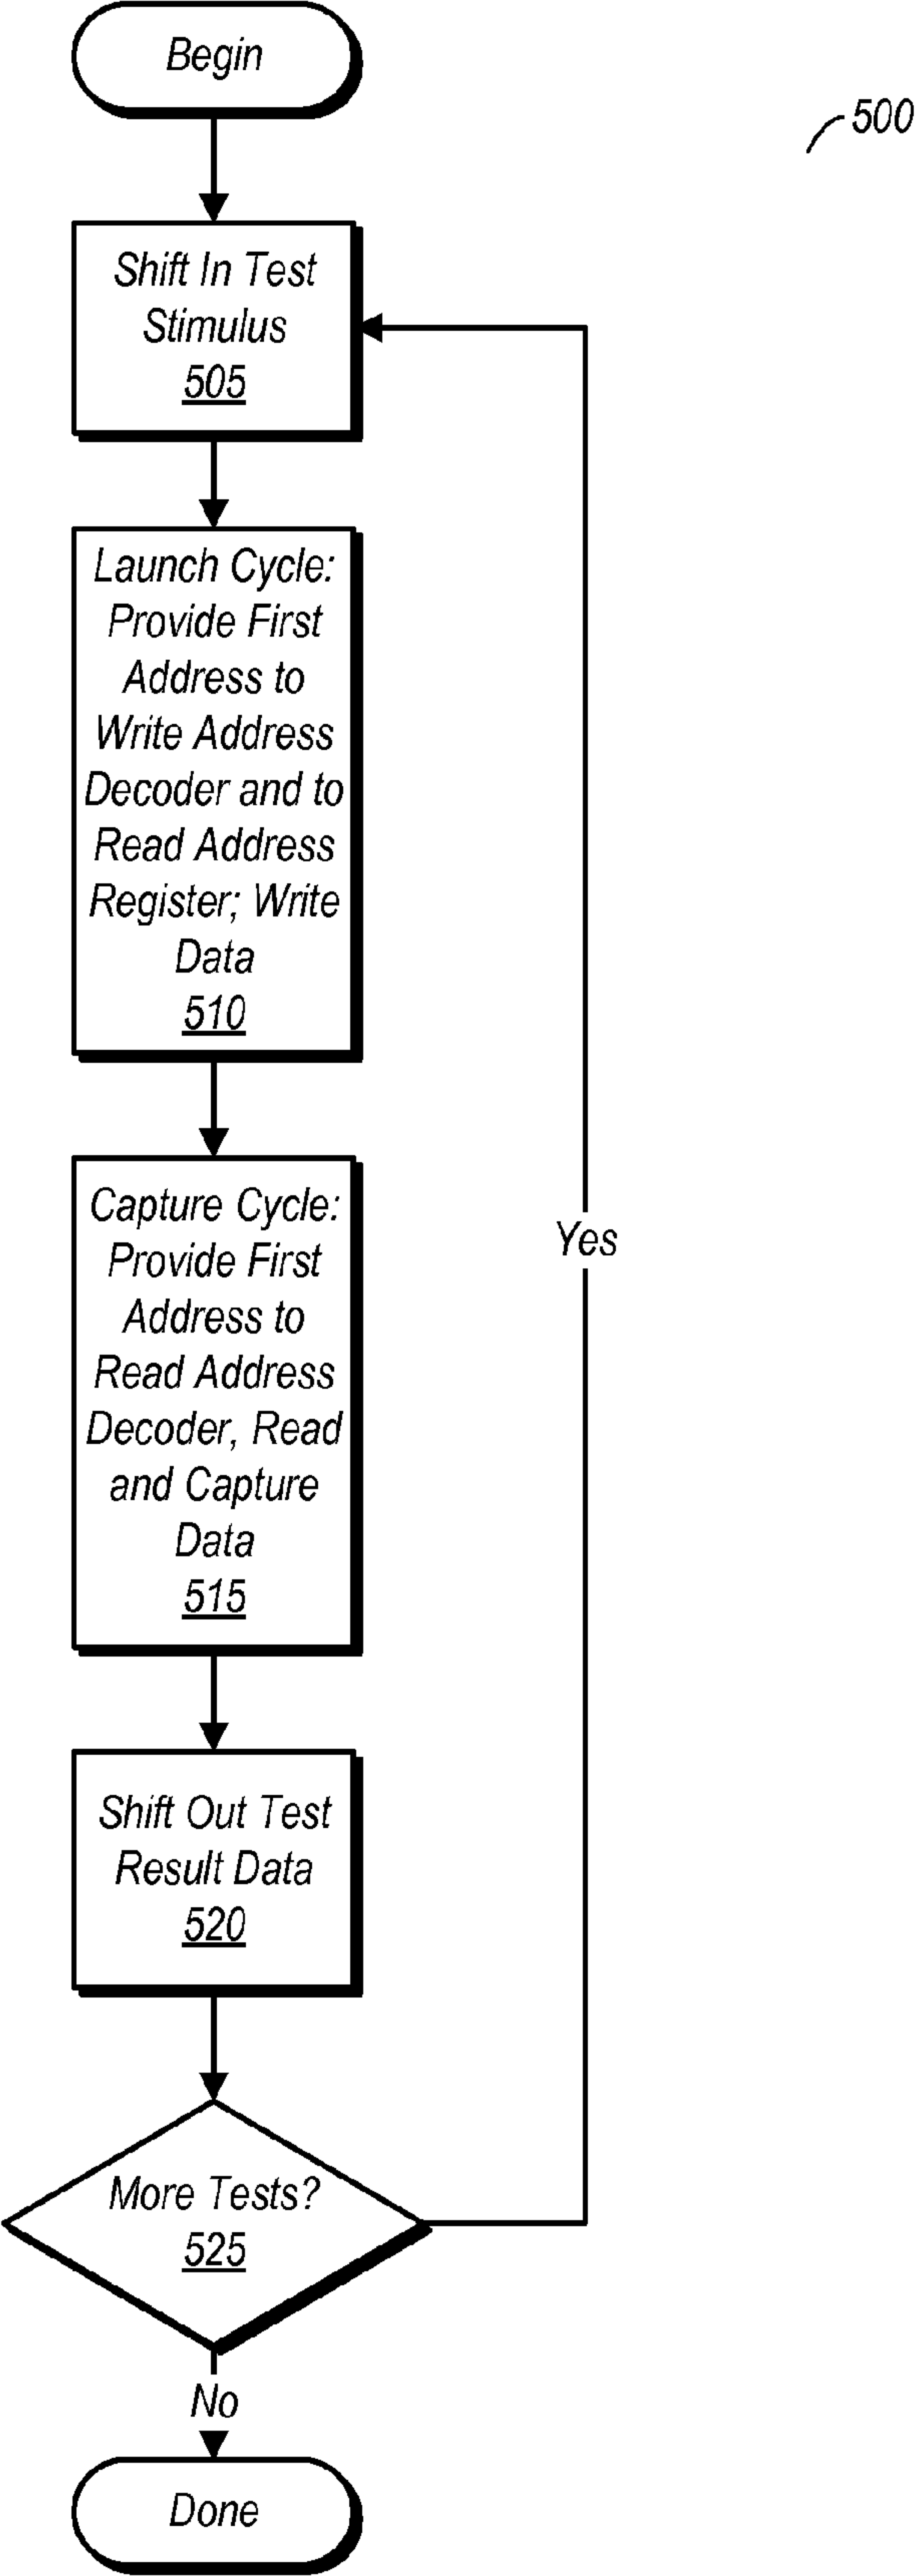 Begin
500
Shift In Test
Stimulus
505
Launch Cycle:
Provide First
Address to
Write Address
Decoder and to
Read Address
Register; Write
Data
510
Capture Cycle:
Provide First
Address to
Read Address
Decoder, Read
and Capture
Data
515
Yes
Shift Out Test
Result Data
520
More Tests?
525
No
Done